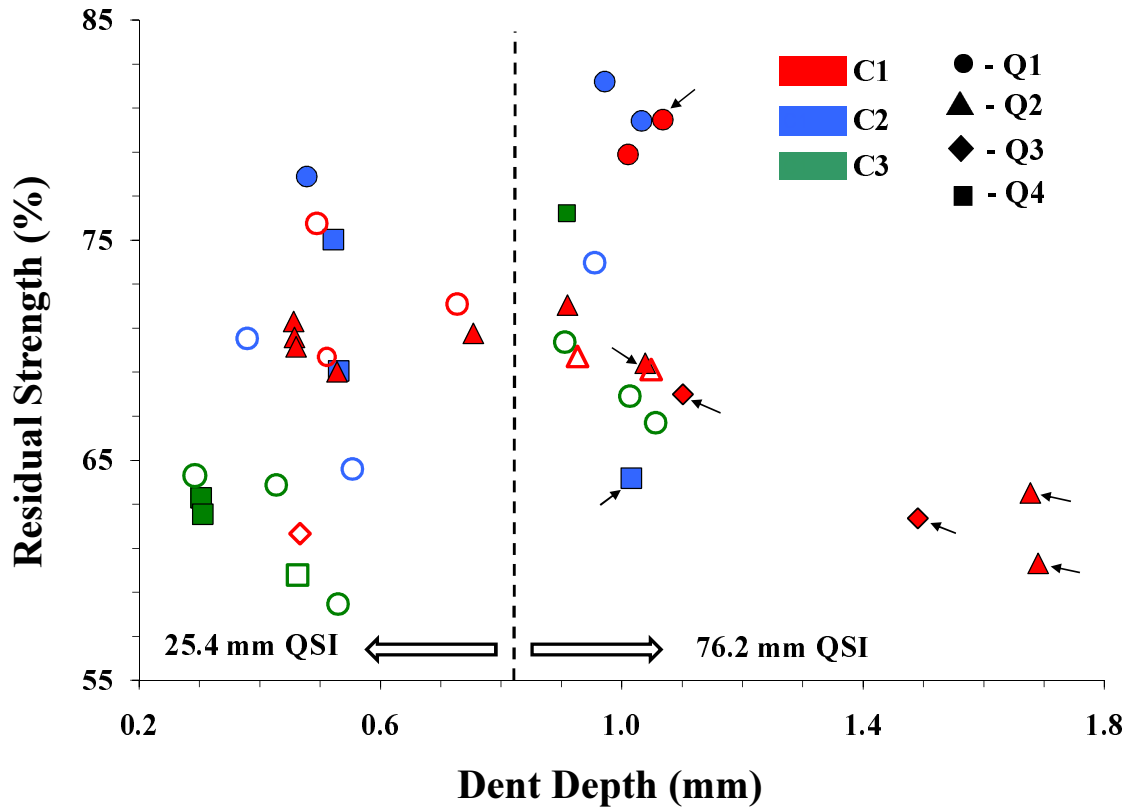 85
75
65
55
Residual Strength (%)
C1
C2
C3
- Q1
- Q2
- Q3
- Q4
25.4 mm QSI
76.2 mm QSI
0.2
0.6
1.0
1.4
1.8
Dent Depth (mm)